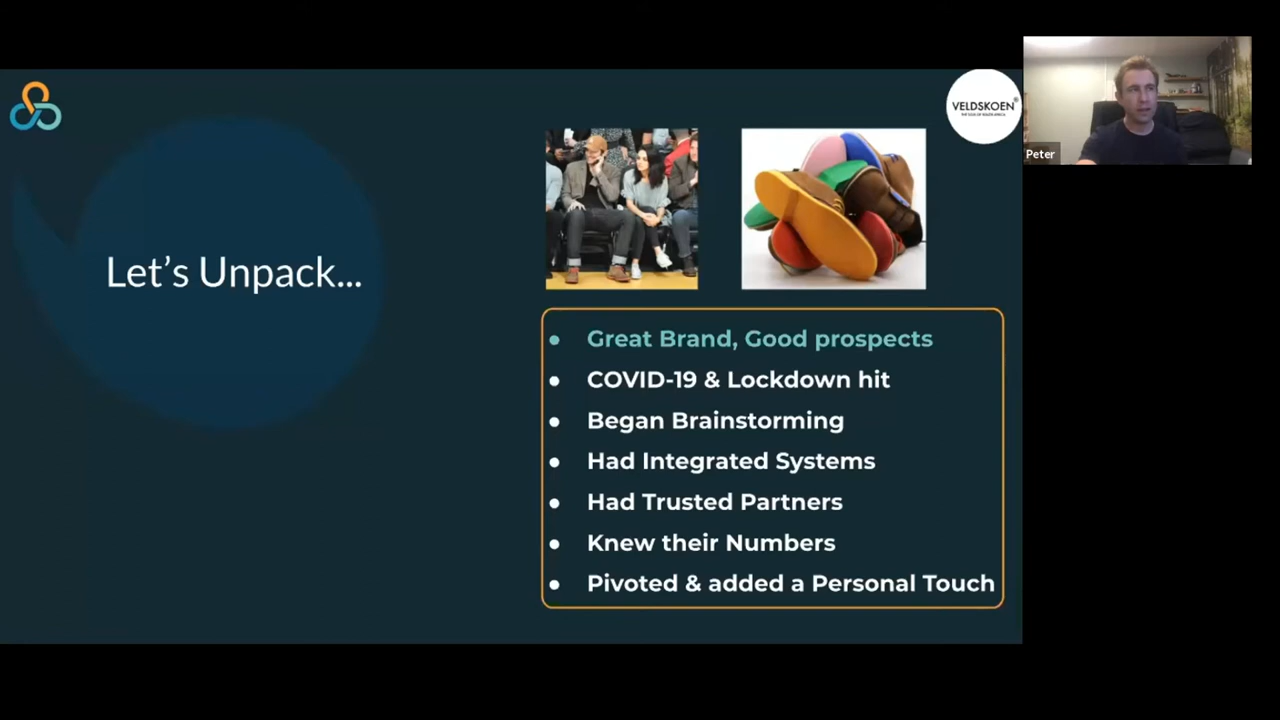 VELDSKOEN®
Peter
Let's Unpack...
• Great Brand, Good prospects
• COVID-19 & Lockdown hit
• Began Brainstorming
• Had Integrated Systems
• Had Trusted Partners
• Knew their Numbers
• Pivoted & added a Personal Touch